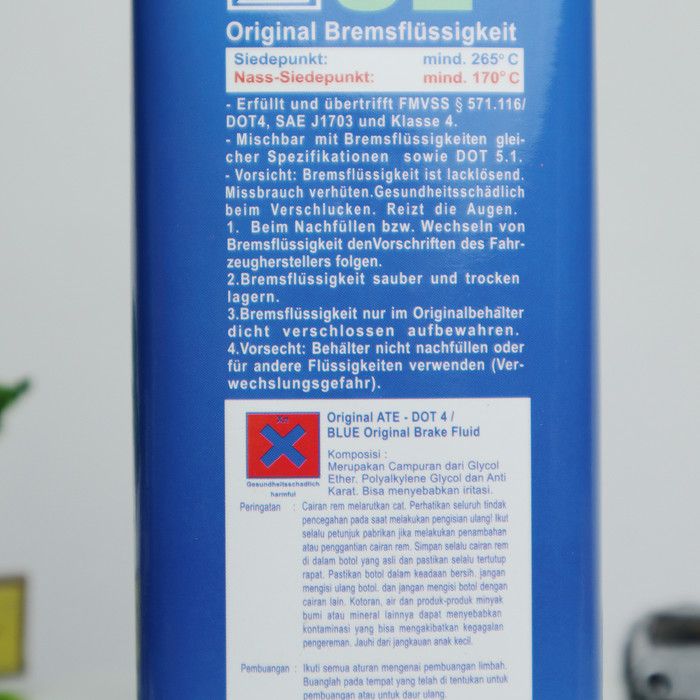 Original Bremsflüssigkeit
Siedepunkt: mind. 265°C
Nass-Siedepunkt: mind. 170°C
- Erfüllt und übertrifft FMVSS § 571.116/
DOT4, SAE J1703 und Klasse 4.
- Mischbar mit Bremsflüssigkeiten glei-
cher Spezifikationen sowie DOT 5.1.
- Vorsicht: Bremsflüssigkeit ist lacklösend.
Missbrauch verhüten.Gesundheitsschädlich
beim Verschlucken. Reizt die Augen.
1. Beim Nachfüllen bzw. Wechseln von
Bremsflüssigkeit denVorschriften des Fahr-
zeugherstellers folgen.
2.Bremsflüssigkeit sauber und trocken
lagern.
3.Bremsflüssigkeit nur im Originalbehälter
dicht verschlossen aufbewahren.
4.Vorsecht: Behälter nicht nachfüllen oder
für andere Flüssigkeiten verwenden (Ver-
wechslungsgefahr).
Xn
Gesundheitsschadlich
harmful
Original ATE - DOT 4 /
BLUE Original Brake Fluid
Komposisi :
Merupakan Campuran dari Glycol
Ether. Polyalkylene Glycol dan Anti
Karat. Bisa menyebabkan iritasi.
Peringatan : Cairan rem melarutkan cat. Perhatikan seluruh tindak
pencegahan pada saat melakukan pengisian ulang! Ikut
selalu petunjuk pabrikan jika melakukan penambahan
atau penggantian cairan rem. Simpan selalu cairan rem
di dalam botol yang asli dan pastikan selalu tertutup
rapat. Pastikan botol dalam keadaan bersih. jangan
mengisi ulang botol. dan jangan mengisi botol dengan
cairan lain. Kotoran, air dan produk-produk minyak
bumi atau mineral lainnya dapat menyebabkan
kontaminasi yang bisa mengakibatkan kegagalan
pengereman. Jauhi dari jangkauan anak kecil.
Pembuangan : Ikuti semua aturan mengenai pembuangan limbah.
Buanglah pada tempat yang telah di tentukan untuk
pembuangan atau untuk daur ulang.